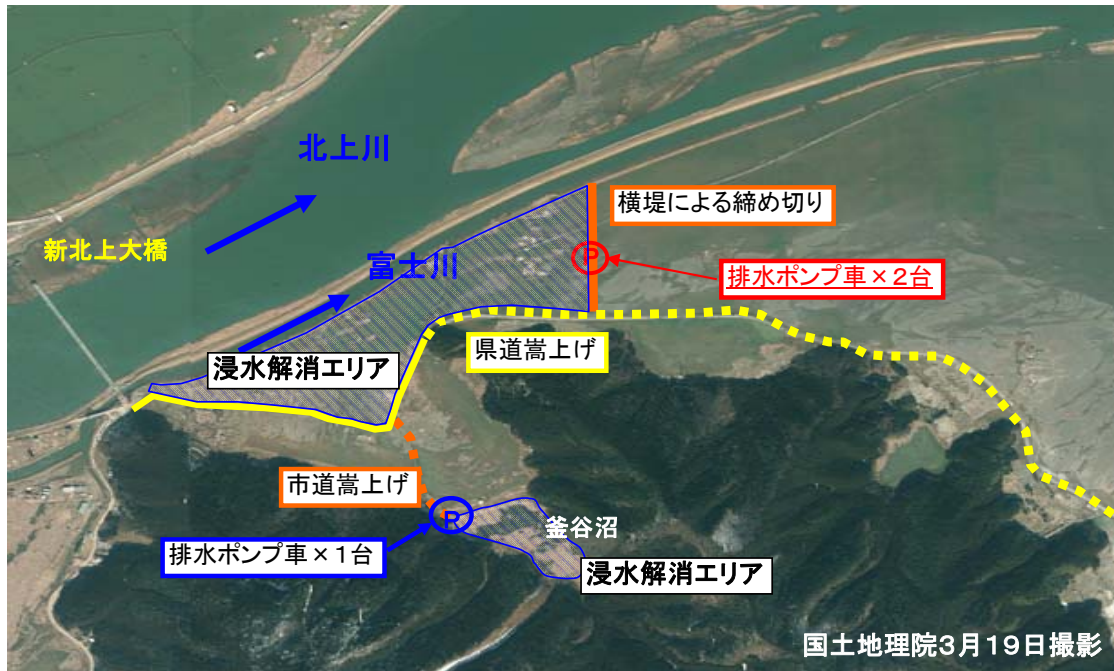 北上川
横堤による締め切り
新北上大橋
富士川
P
排水ポンプ車×2台
県道嵩上げ
浸水解消エリア
市道嵩上げ
R
釜谷沼
排水ポンプ車×1台
浸水解消エリア
国土地理院3月19日撮影